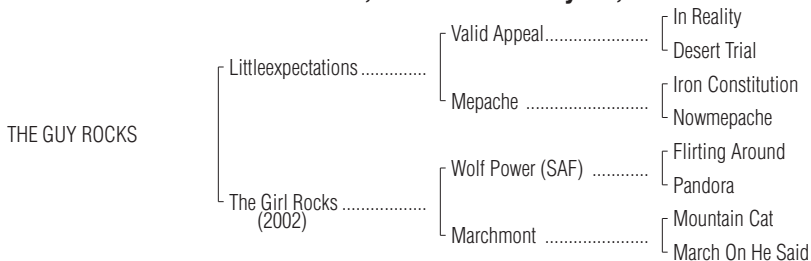 In Reality
Valid Appeal......................
Desert Trial
Littleexpectations ..............
Iron Constitution
Mepache ..........................
Nowmepache
THE GUY ROCKS
Flirting Around
Wolf Power (SAF) ............
Pandora
The Girl Rocks ..................
(2002)
Mountain Cat
Marchmont ......................
March On He Said